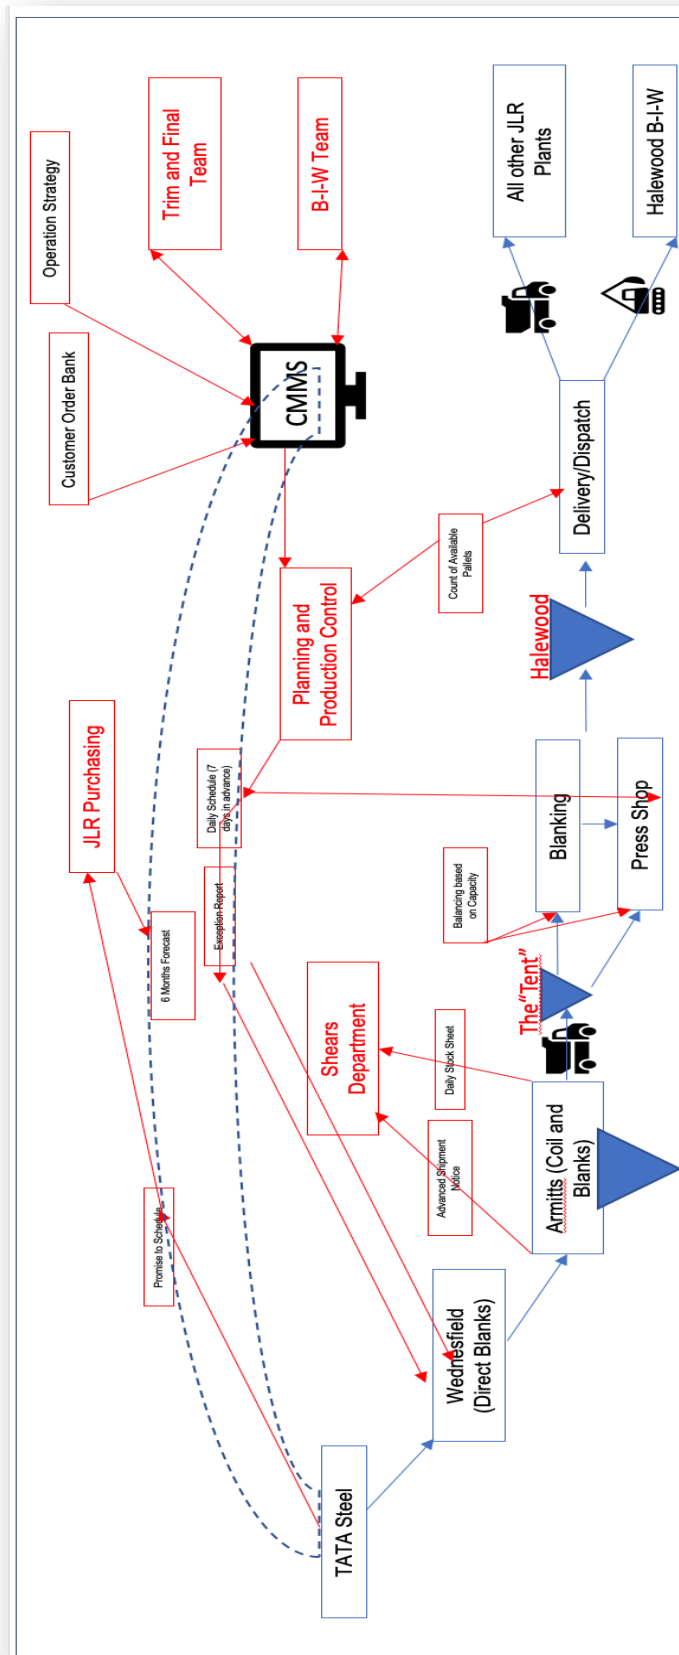 Operation Strategy
Customer Order Bank
Trim and Final
Team
B-I-W Team
CMMS
JLR Purchasing
6 Months Forecast
Promise to Schedule
Planning and
Production Control
Daily Schedule (7
days in advance)
Exception Report
Count of Available
Pallets
Shears
Department
Daily Stock Sheet
Advanced Shipment
Notice
Balancing based
on Capacity
TATA Steel
Wednesfield
(Direct Blanks)
Armitts (Coil and
Blanks)
The“Tent”
Blanking
Press Shop
Halewood
Delivery/Dispatch
All other JLR
Plants
Halewood B-I-W